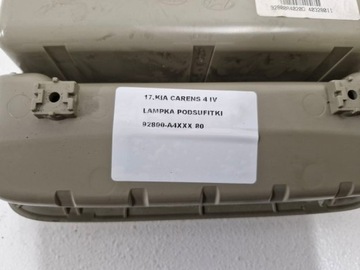 17.KIA CARENS 4 IV
LAMPKA PODSUFITKI
92800-A4XXX 80